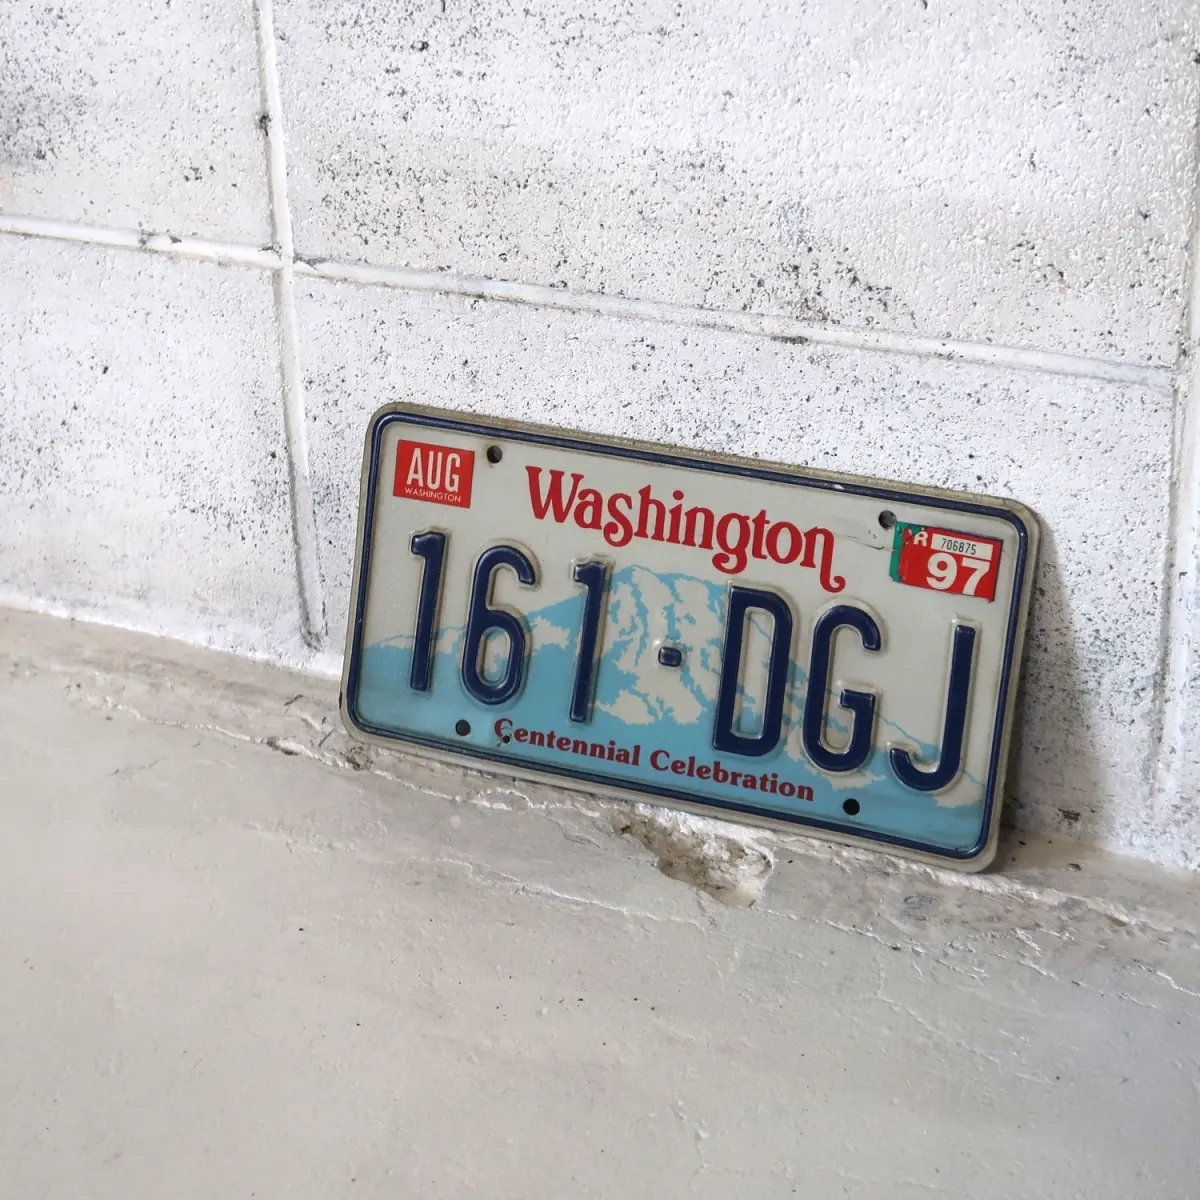 AUG
WASHINGTON
Washington
R 706875
97
161·DGJ
Centennial Celebration